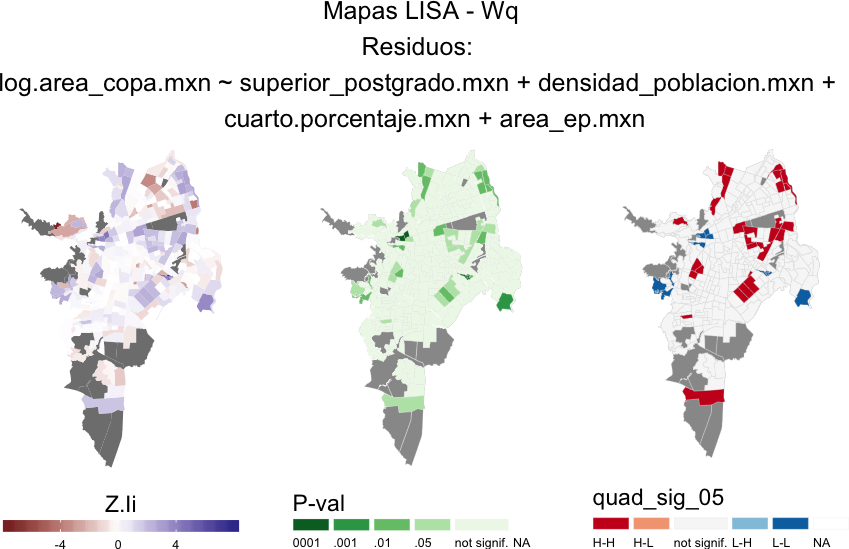 Mapas LISA - Wq
Residuos:
log.area_copa.mxn ~ superior_postgrado.mxn + densidad_poblacion.mxn +
cuarto.porcentaje.mxn + area_ep.mxn
Z.Ii
-4 0 4
P-val
0001 .001 .01 .05 not signif. NA
quad_sig_05
H-H H-L not signif. L-H L-L NA